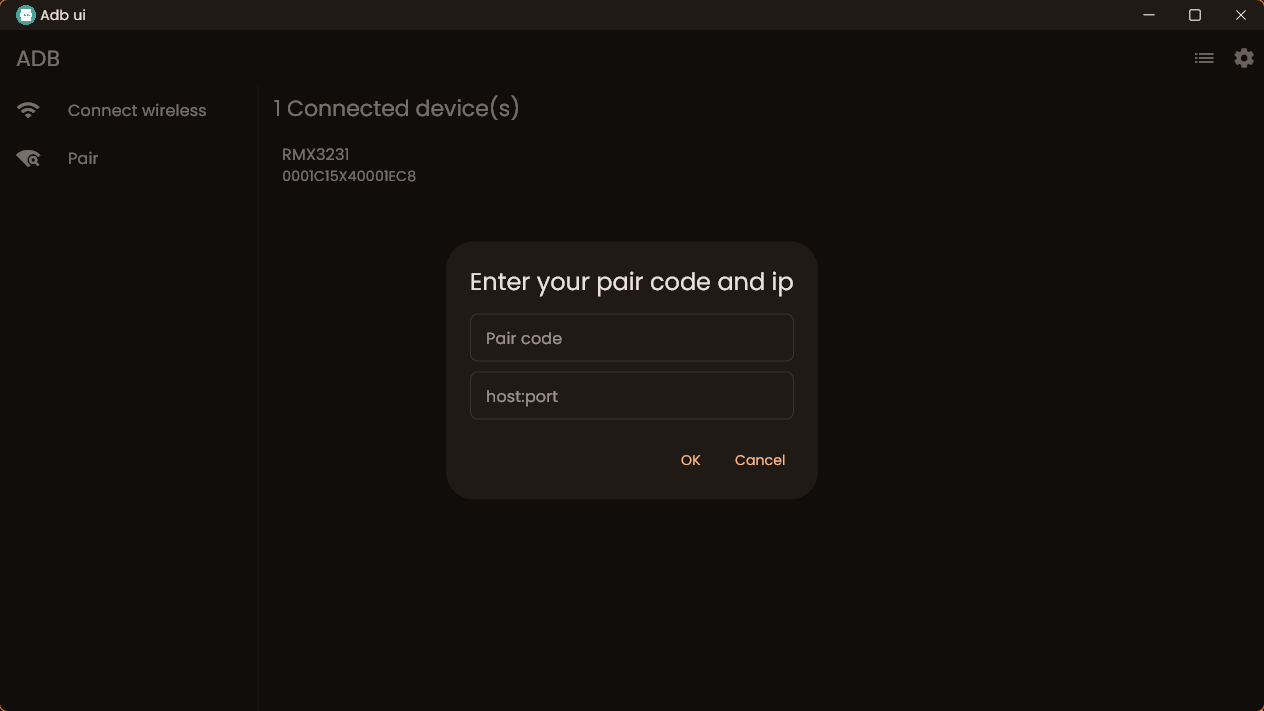 Adb ui
ADB
Connect wireless
Pair
1 Connected device(s)
RMX3231
0001C15X40001EC8
Enter your pair code and ip
Pair code
host:port
OK Cancel